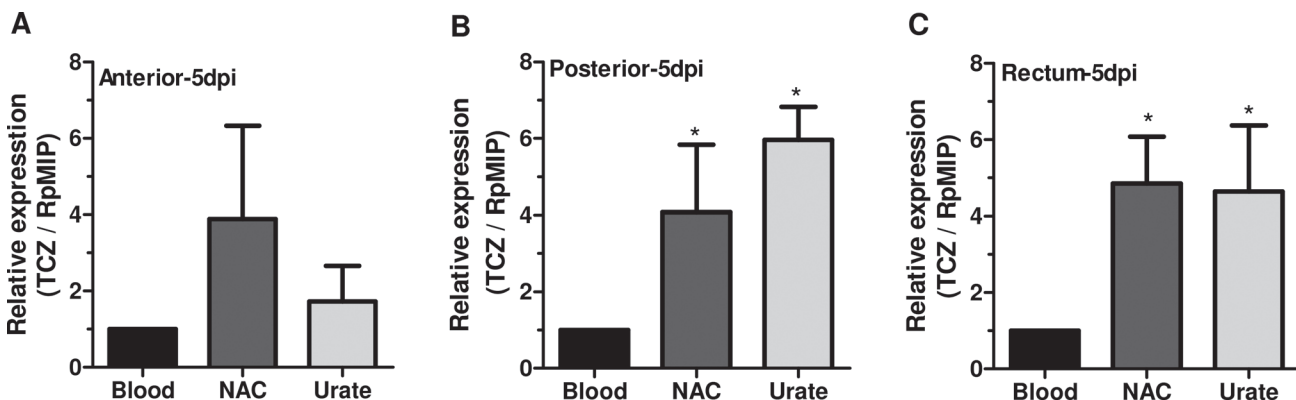 A
Anterior-5dpi
Relative expresstion
(TCZ / RpMIP)
8
6
4
2
0
Blood NAC Urate
B
Posterior-5dpi
Relative expression
(TCZ / RpMIP)
8
6
4
2
0
* *
Blood NAC Urate
C
Rectum-5dpi
Relative expression
(TCZ / RpMIP)
8
6
4
2
0
* *
Blood NAC Urate